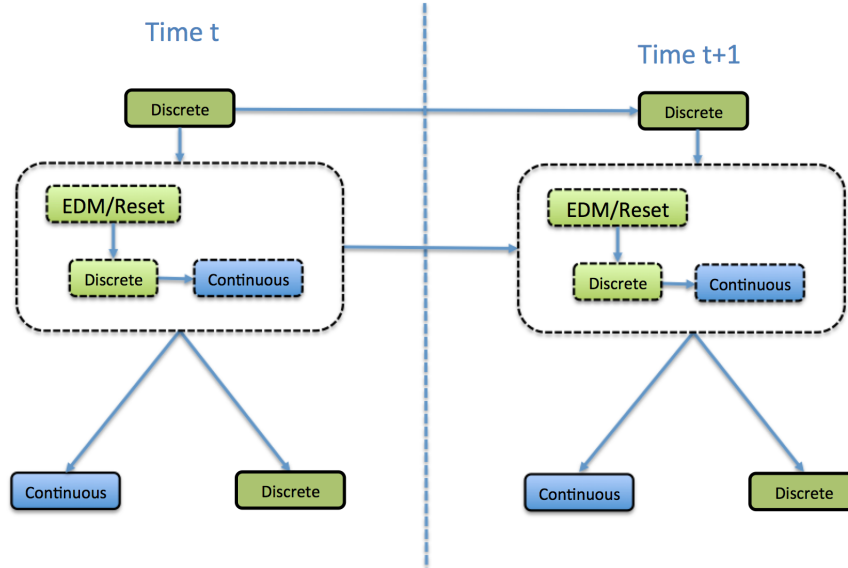 Time t
Discrete
EDM/Reset
Discrete
Continuous
Continuous
Discrete
Time t+1
Discrete
EDM/Reset
Discrete
Continuous
Continuous
Discrete